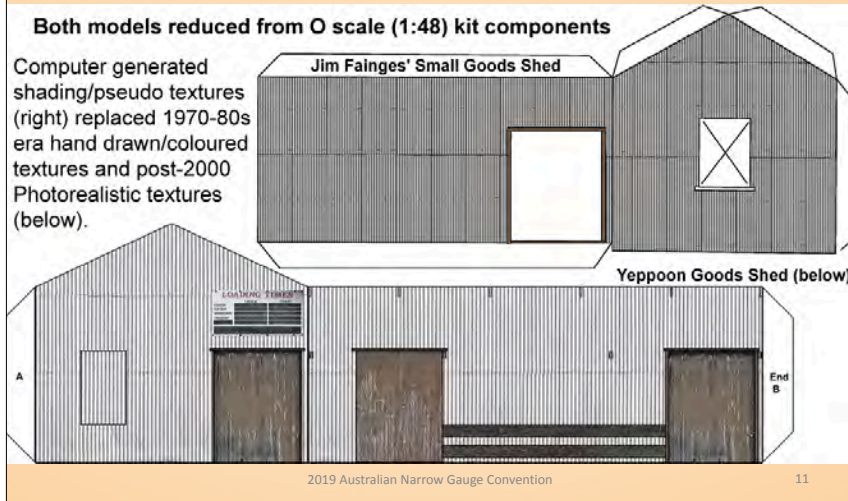 Both models reduced from O scale (1:48) kit components
Computer generated
shading/pseudo textures
(right) replaced 1970-80s
era hand drawn/coloured
textures and post-2000
Photorealistic textures
(below).
Jim Fainges' Small Goods Shed
Yeppoon Goods Shed (below)
LOADING TIMES
A
End
B
2019 Australian Narrow Gauge Convention
11